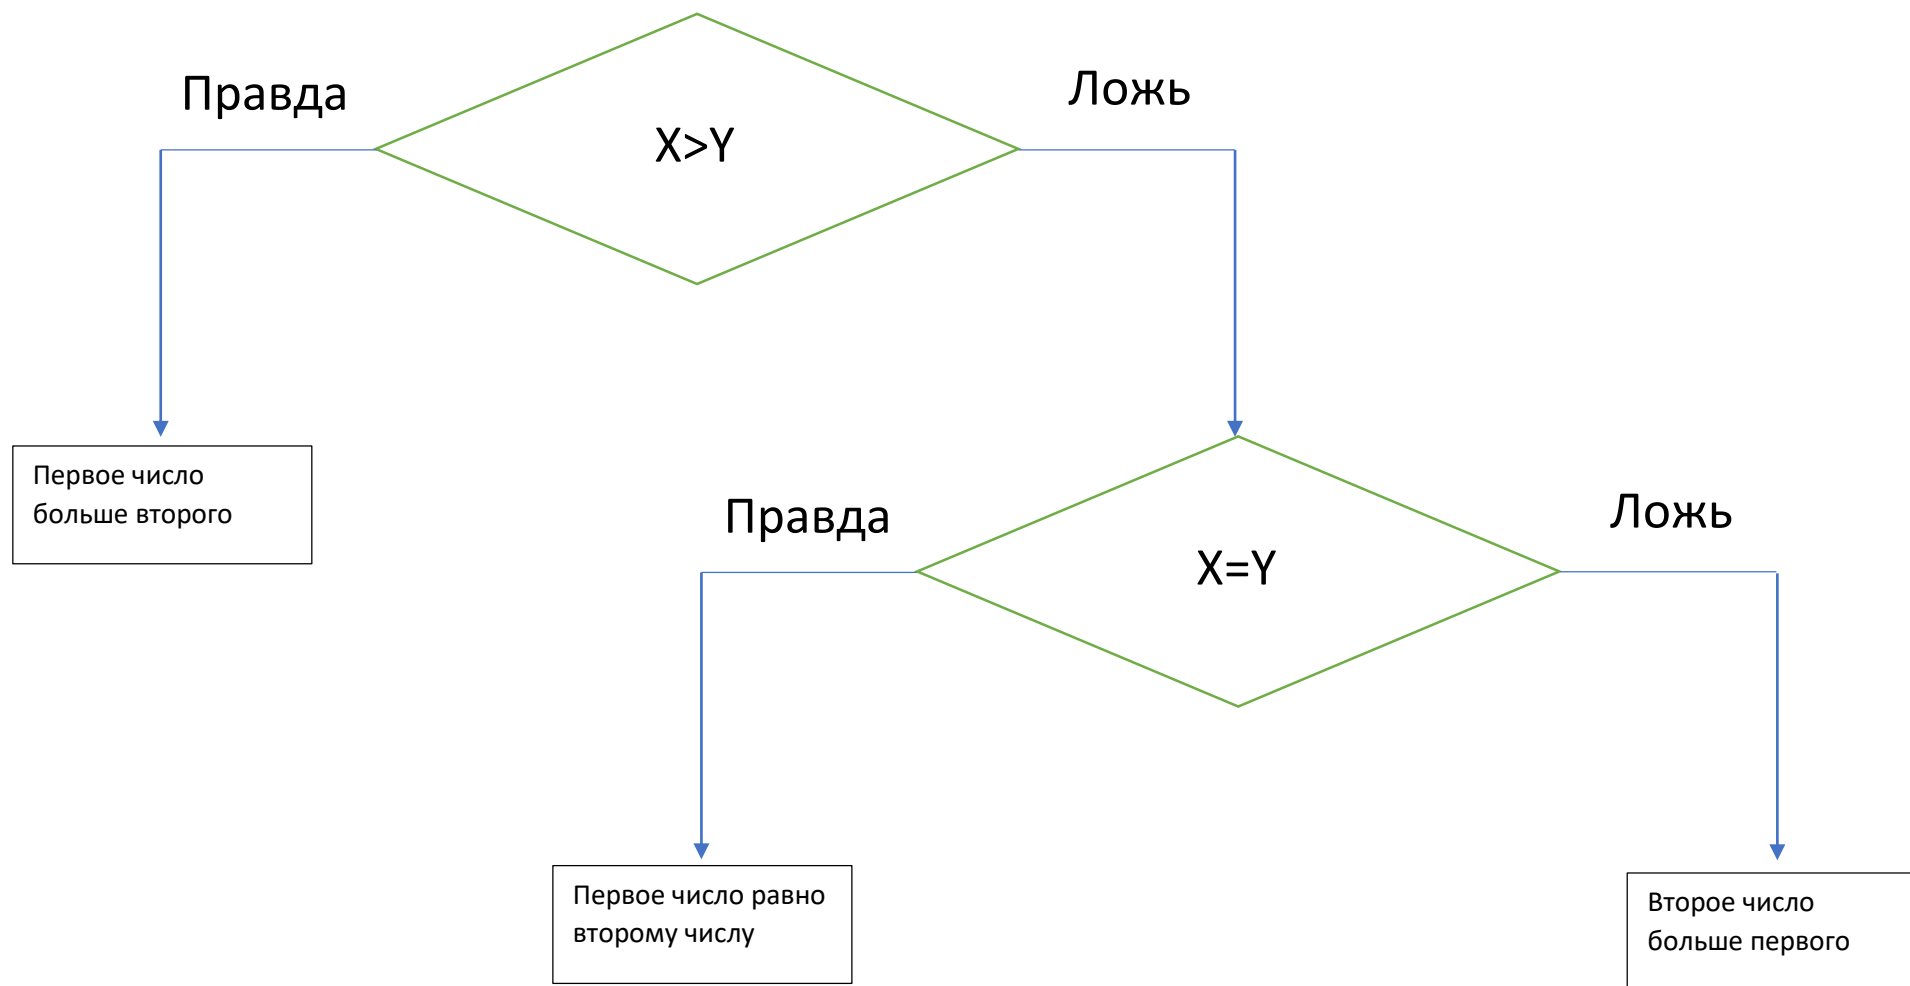 Правда
Ложь
X>Y
Первое число
больше второго
Правда
Ложь
X=Y
Первое число равно
второму числу
Второе число
больше первого